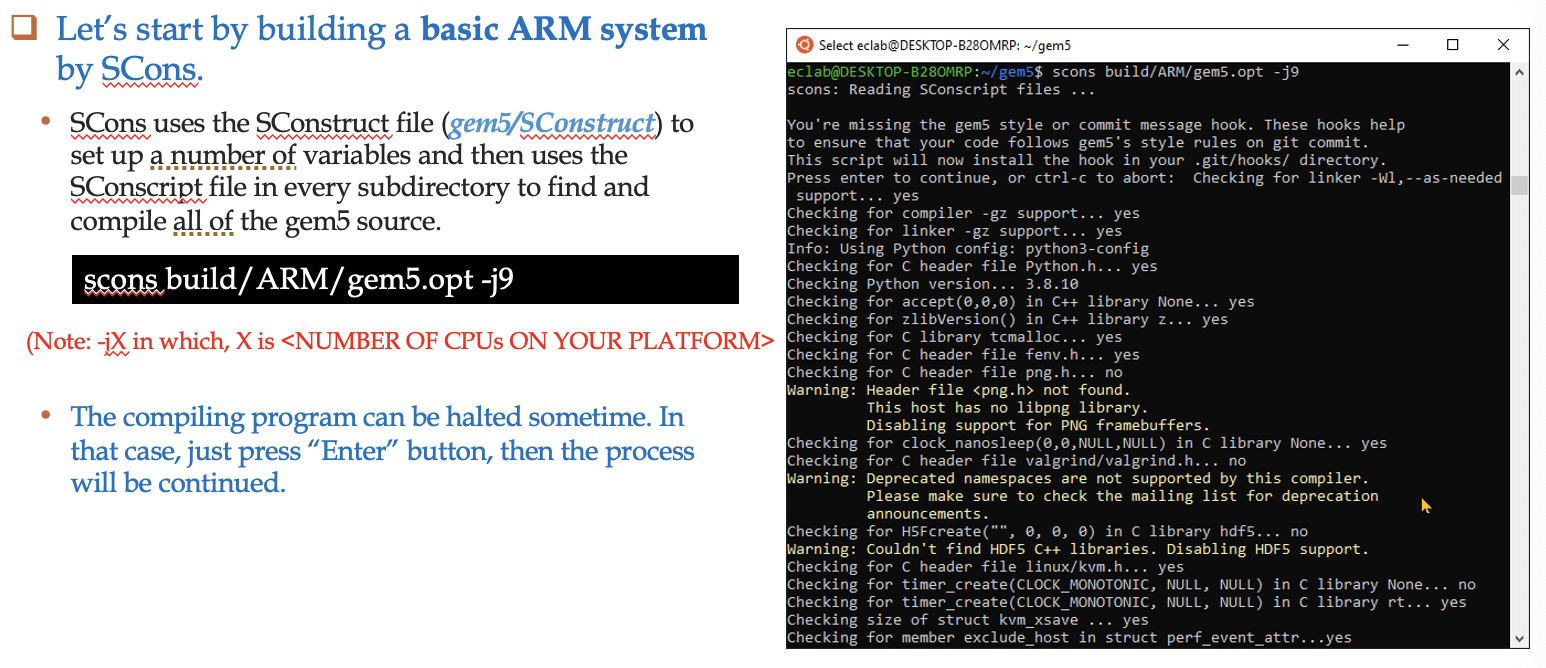 Let's start by building a basic ARM system
by SCons.
SCons uses the SConstruct file (gem5/SConstruct) to
set up a number of variables and then uses the
SConscript file in every subdirectory to find and
compile all of the gem5 source.
scons build/ARM/gem5.opt -j9
(Note: -jX in which, X is <NUMBER OF CPUs ON YOUR PLATFORM>
The compiling program can be halted sometime. In
that case, just press “Enter” button, then the process
will be continued.
Select eclab@DESKTOP-B28OMRP: ~/gem5
eclab@DESKTOP-B28OMRP:~/gem5$ scons build/ARM/gem5.opt -j9
scons: Reading SConscript files ...
You're missing the gem5 style or commit message hook. These hooks help
to ensure that your code follows gem5's style rules on git commit.
This script will now install the hook in your .git/hooks/ directory.
Press enter to continue, or ctrl-c to abort:  Checking for linker -Wl,--as-needed
 support... yes
Checking for compiler -gz support... yes
Checking for linker -gz support... yes
Info: Using Python config: python3-config
Checking for C header file Python.h... yes
Checking Python version... 3.8.10
Checking for accept(0,0,0) in C++ library None... yes
Checking for zlibVersion() in C++ library z... yes
Checking for C library tcmalloc... yes
Checking for C header file fenv.h... yes
Checking for C header file png.h... no
Warning: Header file <png.h> not found.
         This host has no libpng library.
         Disabling support for PNG framebuffers.
Checking for clock_nanosleep(0,0,NULL,NULL) in C library None... yes
Checking for C header file valgrind/valgrind.h... no
Warning: Deprecated namespaces are not supported by this compiler.
         Please make sure to check the mailing list for deprecation
         announcements.
Checking for H5Fcreate("", 0, 0, 0) in C library hdf5... no
Warning: Couldn't find HDF5 C++ libraries. Disabling HDF5 support.
Checking for C header file linux/kvm.h... yes
Checking for timer_create(CLOCK_MONOTONIC, NULL, NULL) in C library None... no
Checking for timer_create(CLOCK_MONOTONIC, NULL, NULL) in C library rt... yes
Checking size of struct kvm_xsave ... yes
Checking for member exclude_host in struct perf_event_attr...yes